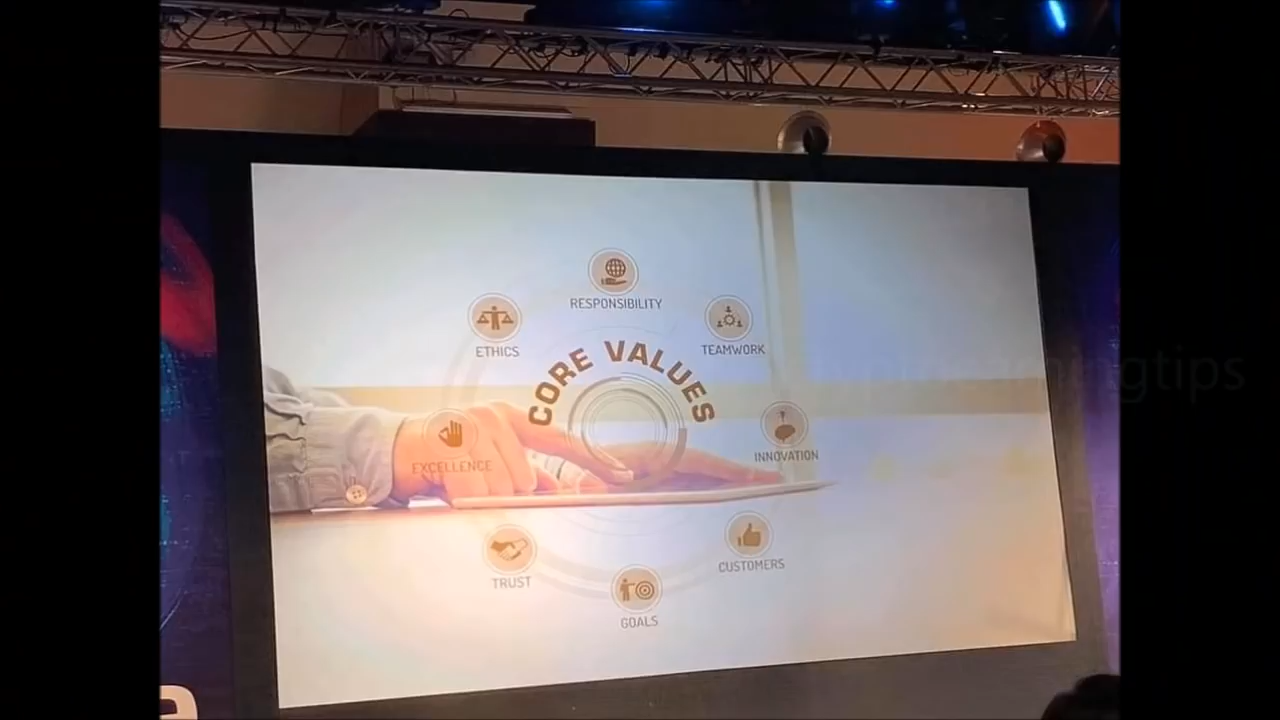 RESPONSIBILITY
ETHICS
TEAMWORK
CORE VALUES
EXCELLENCE
INNOVATION
TRUST
CUSTOMERS
GOALS